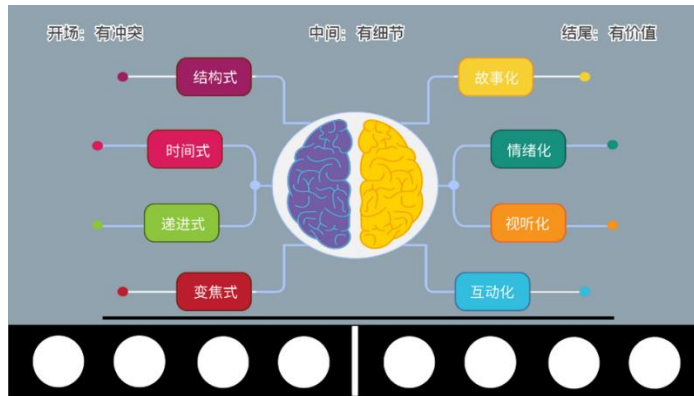 开场：有冲突
中间：有细节
结尾：有价值
结构式
时间式
递进式
变焦式
故事化
情绪化
视听化
互动化